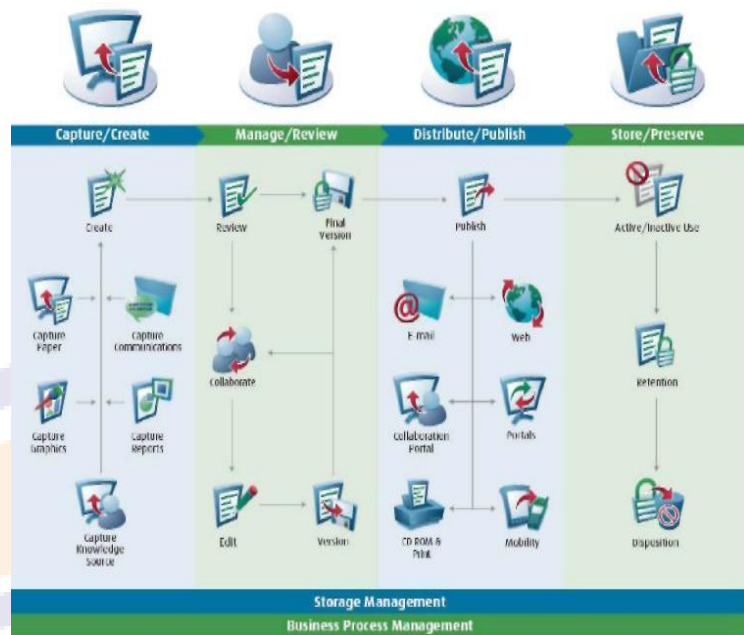 Capture/Create
Manage/Review
Distribute/Publish
Store/Preserve
Create
Review
Final
Version
Publish
Active/Inactive Use
Capture
Paper
Capture
Communications
E-mail
Web
Collaborate
Retention
Capture
Graphics
Capture
Reports
Collaboration
Portal
Portals
Capture
Knowledge
Source
Edit
Version
CD ROM &
Print
Mobility
Disposition
Storage Management
Business Process Management